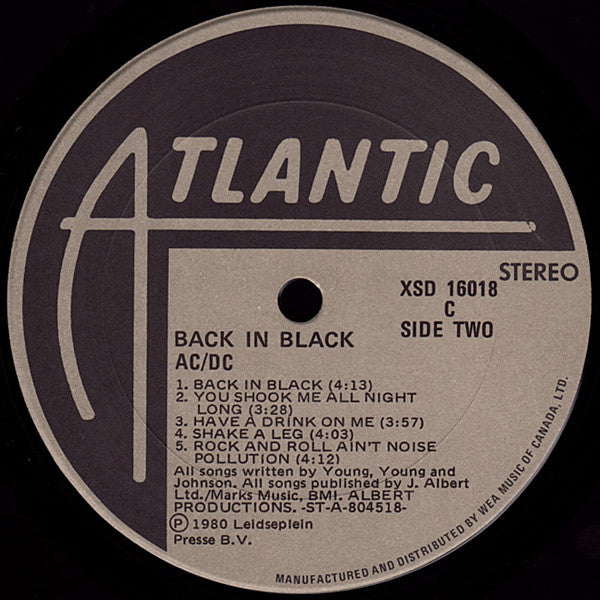 ATLANTIC
STEREO
XSD 16018
C
SIDE TWO
BACK IN BLACK
AC/DC
1. BACK IN BLACK (4:13)
2. YOU SHOOK ME ALL NIGHT
LONG (3:28)
3. HAVE A DRINK ON ME (3:57)
4. SHAKE A LEG (4:03)
5. ROCK AND ROLL AIN'T NOISE
POLLUTION (4:12)
All songs written by Young, Young and
Johnson. All songs published by J. Albert
Ltd./Marks Music, BMI. ALBERT
PRODUCTIONS. -ST-A-804518-
Ⓟ 1980 Leidseplein
Presse B.V.
MANUFACTURED AND DISTRIBUTED BY WEA MUSIC OF CANADA, LTD.